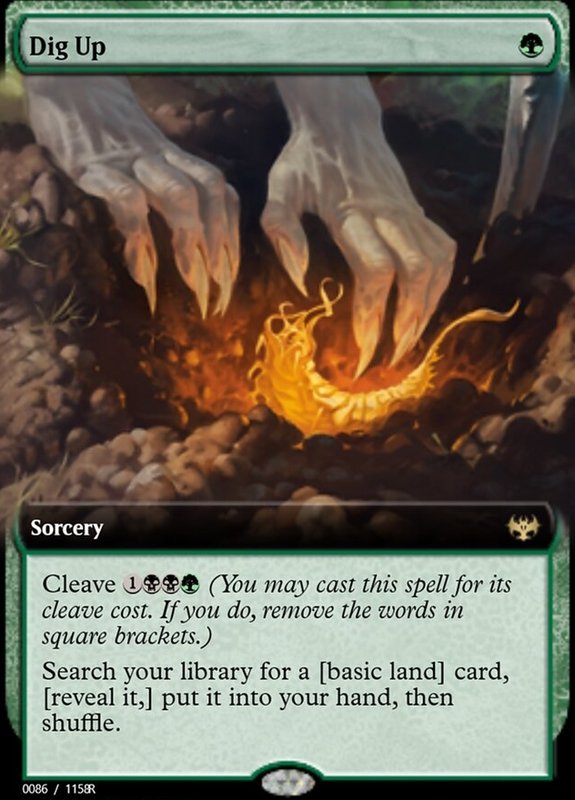 Dig Up
Sorcery
Cleave 1 (You may cast this spell for its
cleave cost. If you do, remove the words in
square brackets.)
Search your library for a [basic land] card,
[reveal it,] put it into your hand, then
shuffle.
0086 / 1158R